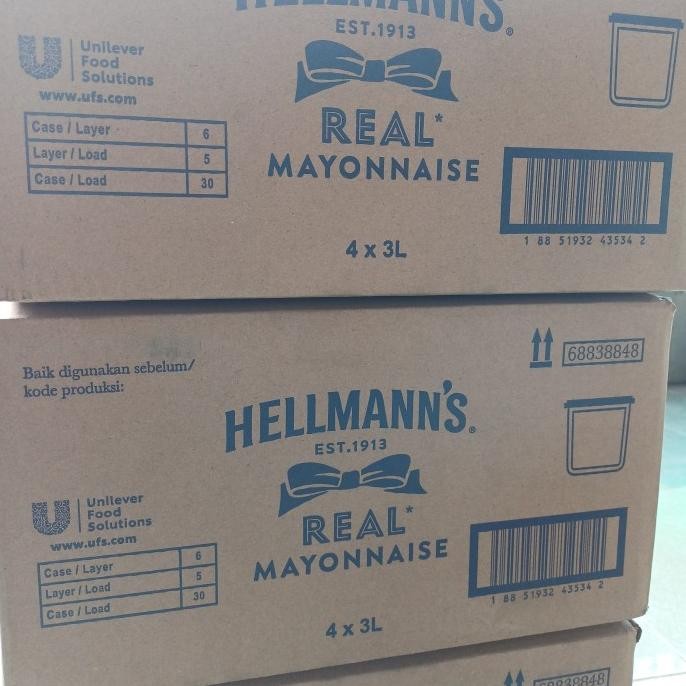 HELLMANN'S®
EST.1913
Unilever
Food
Solutions
www.ufs.com
REAL*
MAYONNAISE
Case / Layer 6
Layer / Load 5
Case / Load 30
4 x 3L
1 88 51932 43534 2
Baik digunakan sebelum/
kode produksi:
68838848
HELLMANN'S®
EST.1913
Unilever
Food
Solutions
www.ufs.com
REAL*
MAYONNAISE
Case / Layer 6
Layer / Load 5
Case / Load 30
4 x 3L
1 88 51932 43534 2
68838848